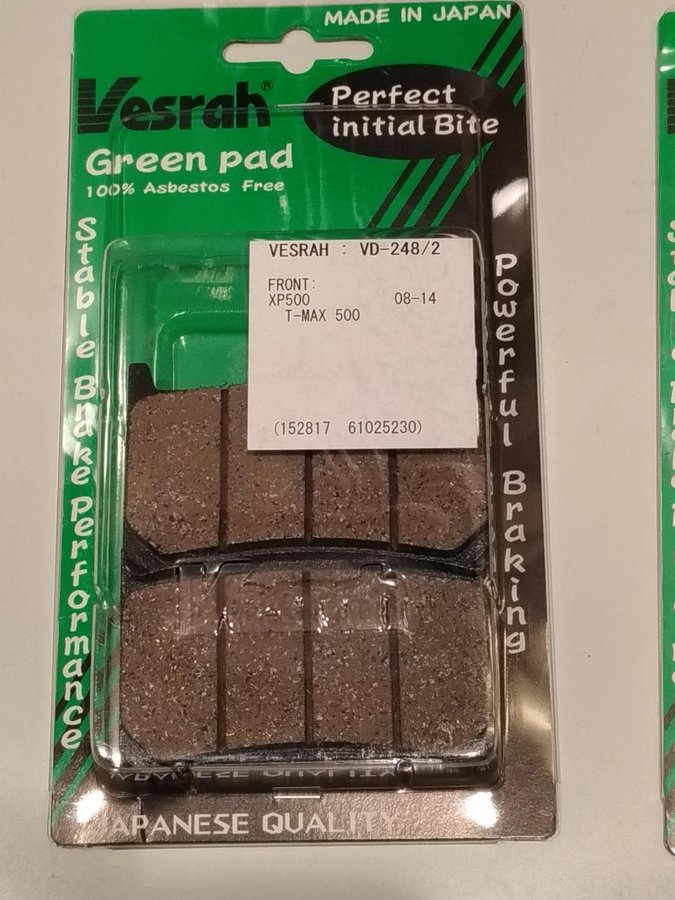 MADE IN JAPAN
Vesrah®
Perfect
initial Bite
Green pad
100% Asbestos Free
Stable Brake Performance
Powerful Braking
VESRAH : VD-248/2
FRONT:
XP500 08-14
T-MAX 500
(152817 61025230)
JAPANESE QUALITY